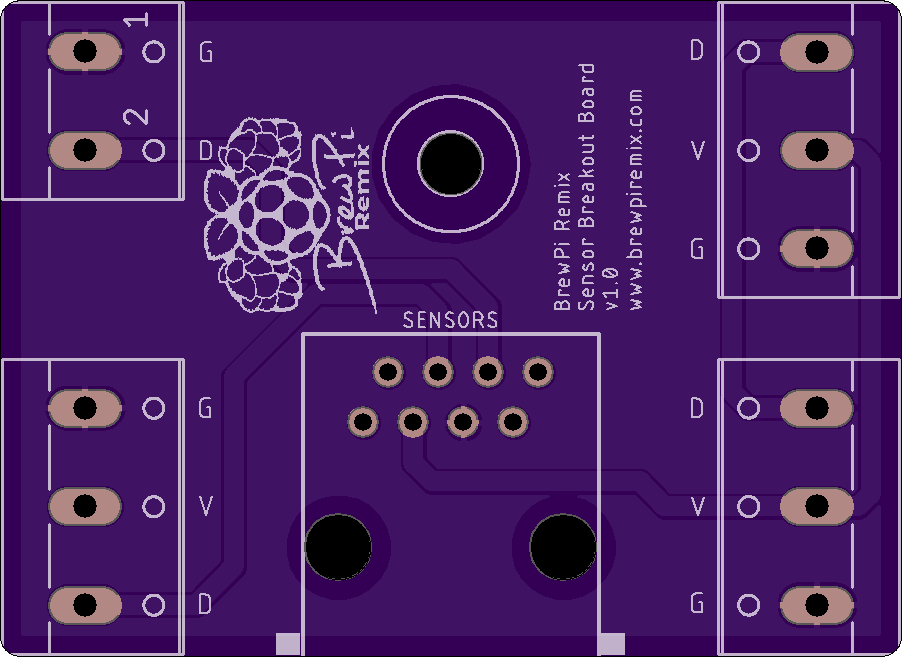 1
G
2
D
BrewPi
Remix
BrewPi Remix
Sensor Breakout Board
v1.0
www.brewpiremix.com
D
V
G
SENSORS
G
V
D
D
V
G